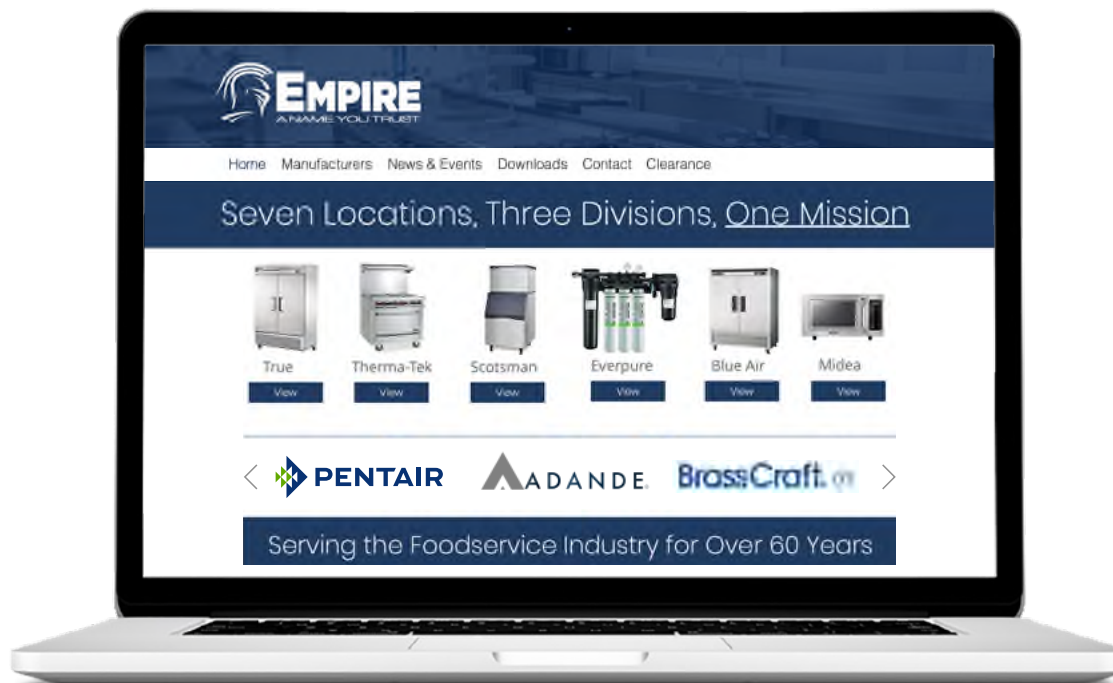 EMPIRE
A NAME YOU TRUST
Home Manufacturers News & Events Downloads Contact Clearance
Seven Locations, Three Divisions, One Mission
True Therma-Tek Scotsman Everpure Blue Air Midea
View View View View View View
PENTAIR ADANDE BrassCraft.
Serving the Foodservice Industry for Over 60 Years